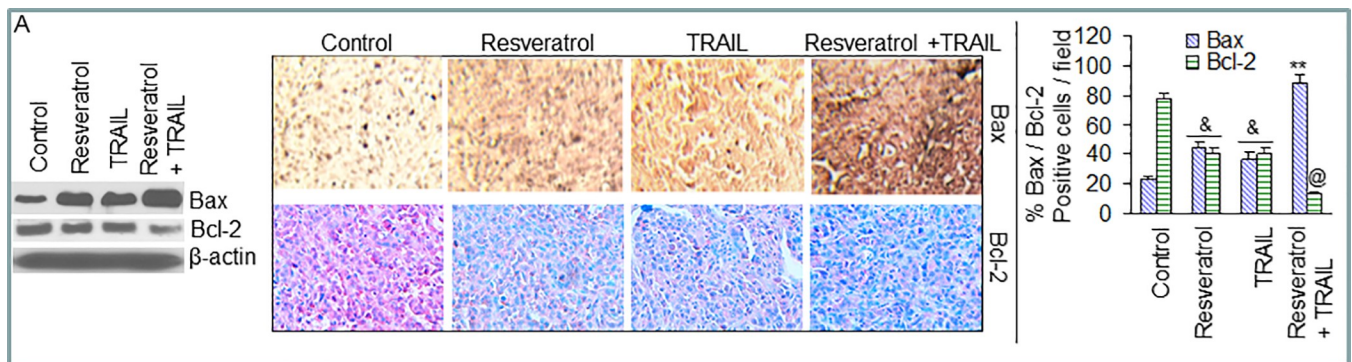 A
Control
Resveratrol
TRAIL
Resveratrol
+ TRAIL
Bax
Bcl-2
β-actin
Control Resveratrol TRAIL Resveratrol +TRAIL
Bax
Bcl-2
% Bax / Bcl-2
Positive cells / field
120
100
80
60
40
20
0
Bax
Bcl-2
&
&
**
@
Control
Resveratrol
TRAIL
Resveratrol
+ TRAIL